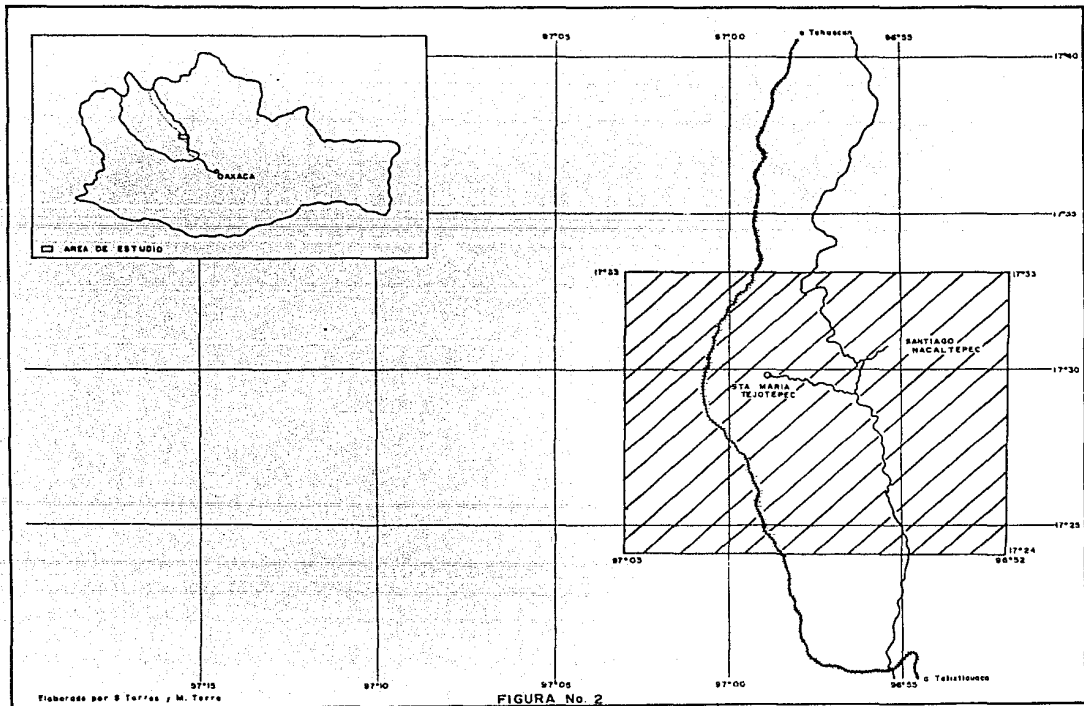 97°05
97°00
a Tehuacan
96°55
17°40
OAXACA
AREA DE ESTUDIO
17°35
17°33
17°33
SANTIAGO
NACALTEPEC
17°30
STA MARIA
TEJOTEPEC
17°25
17°24
97°03
96°52
97°15
97°10
97°05
97°00
96°55
a Telixtlauaca
Elaborado por S Torres y M. Torre
FIGURA No. 2